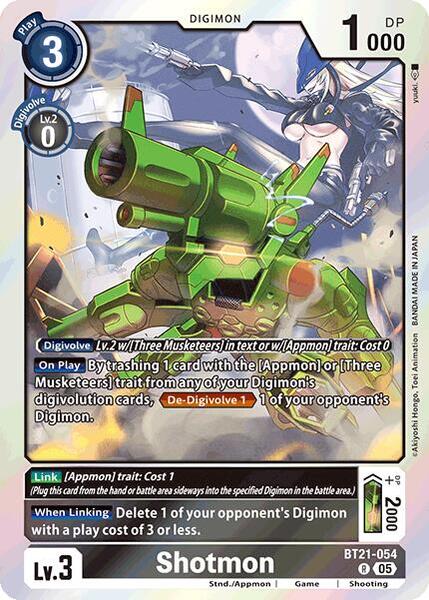 Play
3
DIGIMON
1000
DP
Digivolve
Lv.2
0
yuuki.
©Akiyoshi Hongo, Toei Animation BANDAI MADE IN JAPAN
Digivolve Lv.2 w/[Three Musketeers] in text or w/[Appmon] trait: Cost 0
On Play By trashing 1 card with the [Appmon] or [Three
Musketeers] trait from any of your Digimon's
digivolution cards, De-Digivolve 1 1 of your opponent's
Digimon.
Link [Appmon] trait: Cost 1
(Plug this card from the hand or battle area sideways into the specified Digimon in the battle area.)
When Linking Delete 1 of your opponent's Digimon
with a play cost of 3 or less.
DP
+2000
Lv.3
Shotmon
BT21-054
R 05
Stnd./Appmon | Game | Shooting